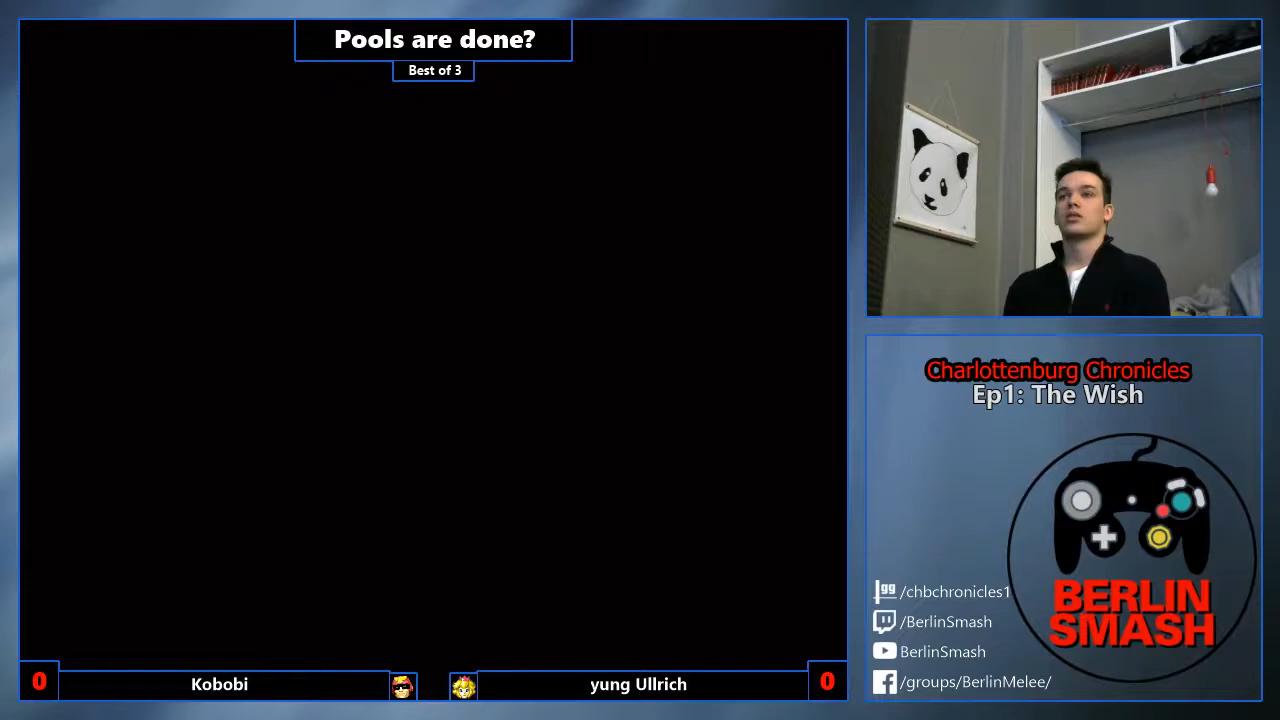 Pools are done?
Best of 3
Charlottenburg Chronicles
Ep1: The Wish
gg /chbchronicles1
/BerlinSmash
BerlinSmash
/groups/BerlinMelee/
BERLIN
SMASH
0 Kobobi yung Ullrich 0